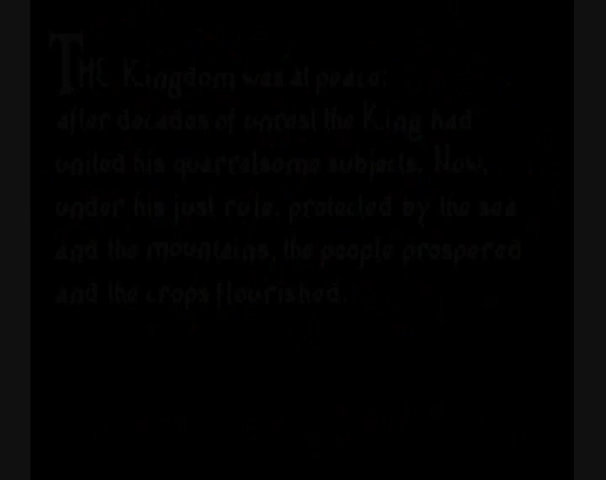 THE Kingdom was at peace:
after decades of unrest the King had
united his quarrelsome subjects. Now,
under his just rule, protected by the sea
and the mountains, the people prospered
and the crops flourished.